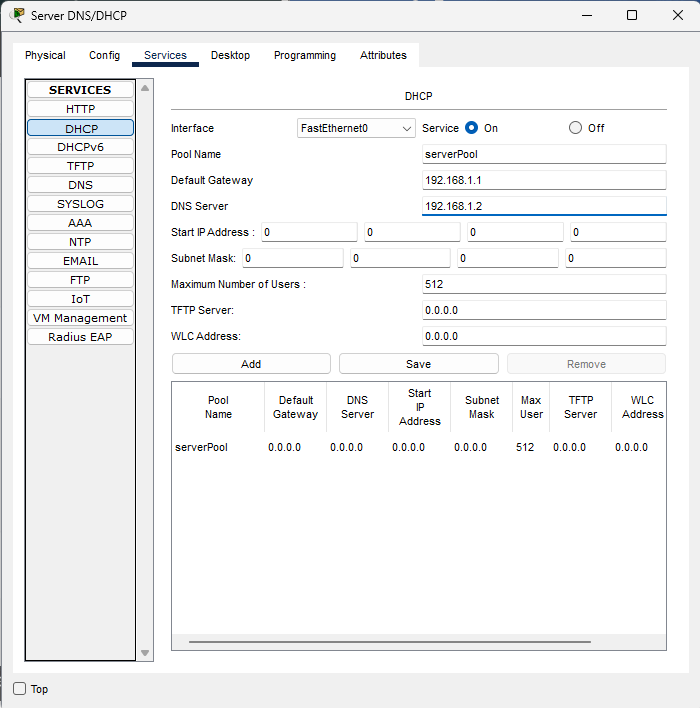 Server DNS/DHCP
Physical Config Services Desktop Programming Attributes
SERVICES
HTTP
DHCP
DHCPv6
TFTP
DNS
SYSLOG
AAA
NTP
EMAIL
FTP
IoT
VM Management
Radius EAP
DHCP
Interface FastEthernet0 Service On Off
Pool Name serverPool
Default Gateway 192.168.1.1
DNS Server 192.168.1.2
Start IP Address : 0 0 0 0
Subnet Mask: 0 0 0 0
Maximum Number of Users : 512
TFTP Server: 0.0.0.0
WLC Address: 0.0.0.0
Add Save Remove
Pool Name Default Gateway DNS Server Start IP Address Subnet Mask Max User TFTP Server WLC Address
serverPool 0.0.0.0 0.0.0.0 0.0.0.0 0.0.0.0 512 0.0.0.0 0.0.0.0
Top